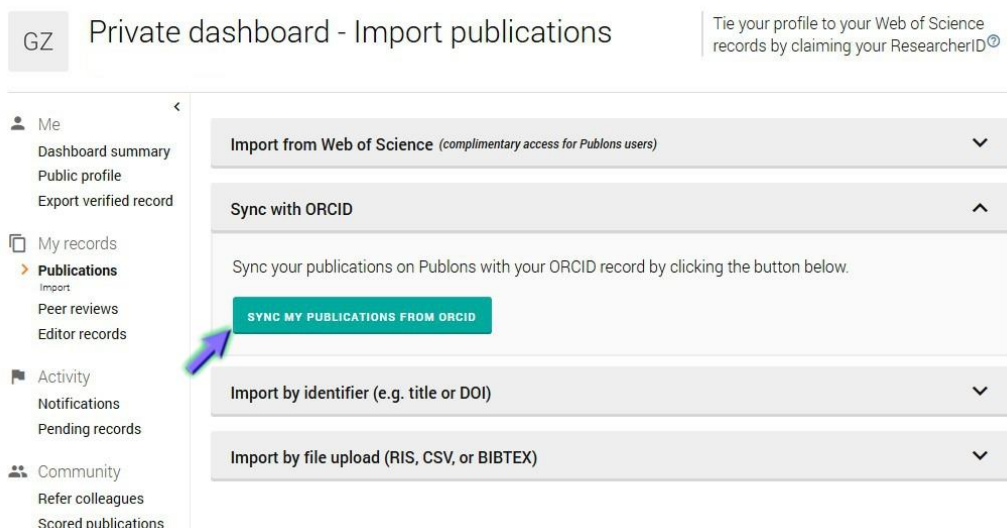 GZ
Private dashboard - Import publications
Tie your profile to your Web of Science
records by claiming your ResearcherID?
<
Me
Dashboard summary
Public profile
Export verified record
My records
> Publications
Import
Peer reviews
Editor records
Activity
Notifications
Pending records
Community
Refer colleagues
Scored publications
Import from Web of Science (complimentary access for Publons users)
Sync with ORCID
Sync your publications on Publons with your ORCID record by clicking the button below.
SYNC MY PUBLICATIONS FROM ORCID
Import by identifier (e.g. title or DOI)
Import by file upload (RIS, CSV, or BIBTEX)